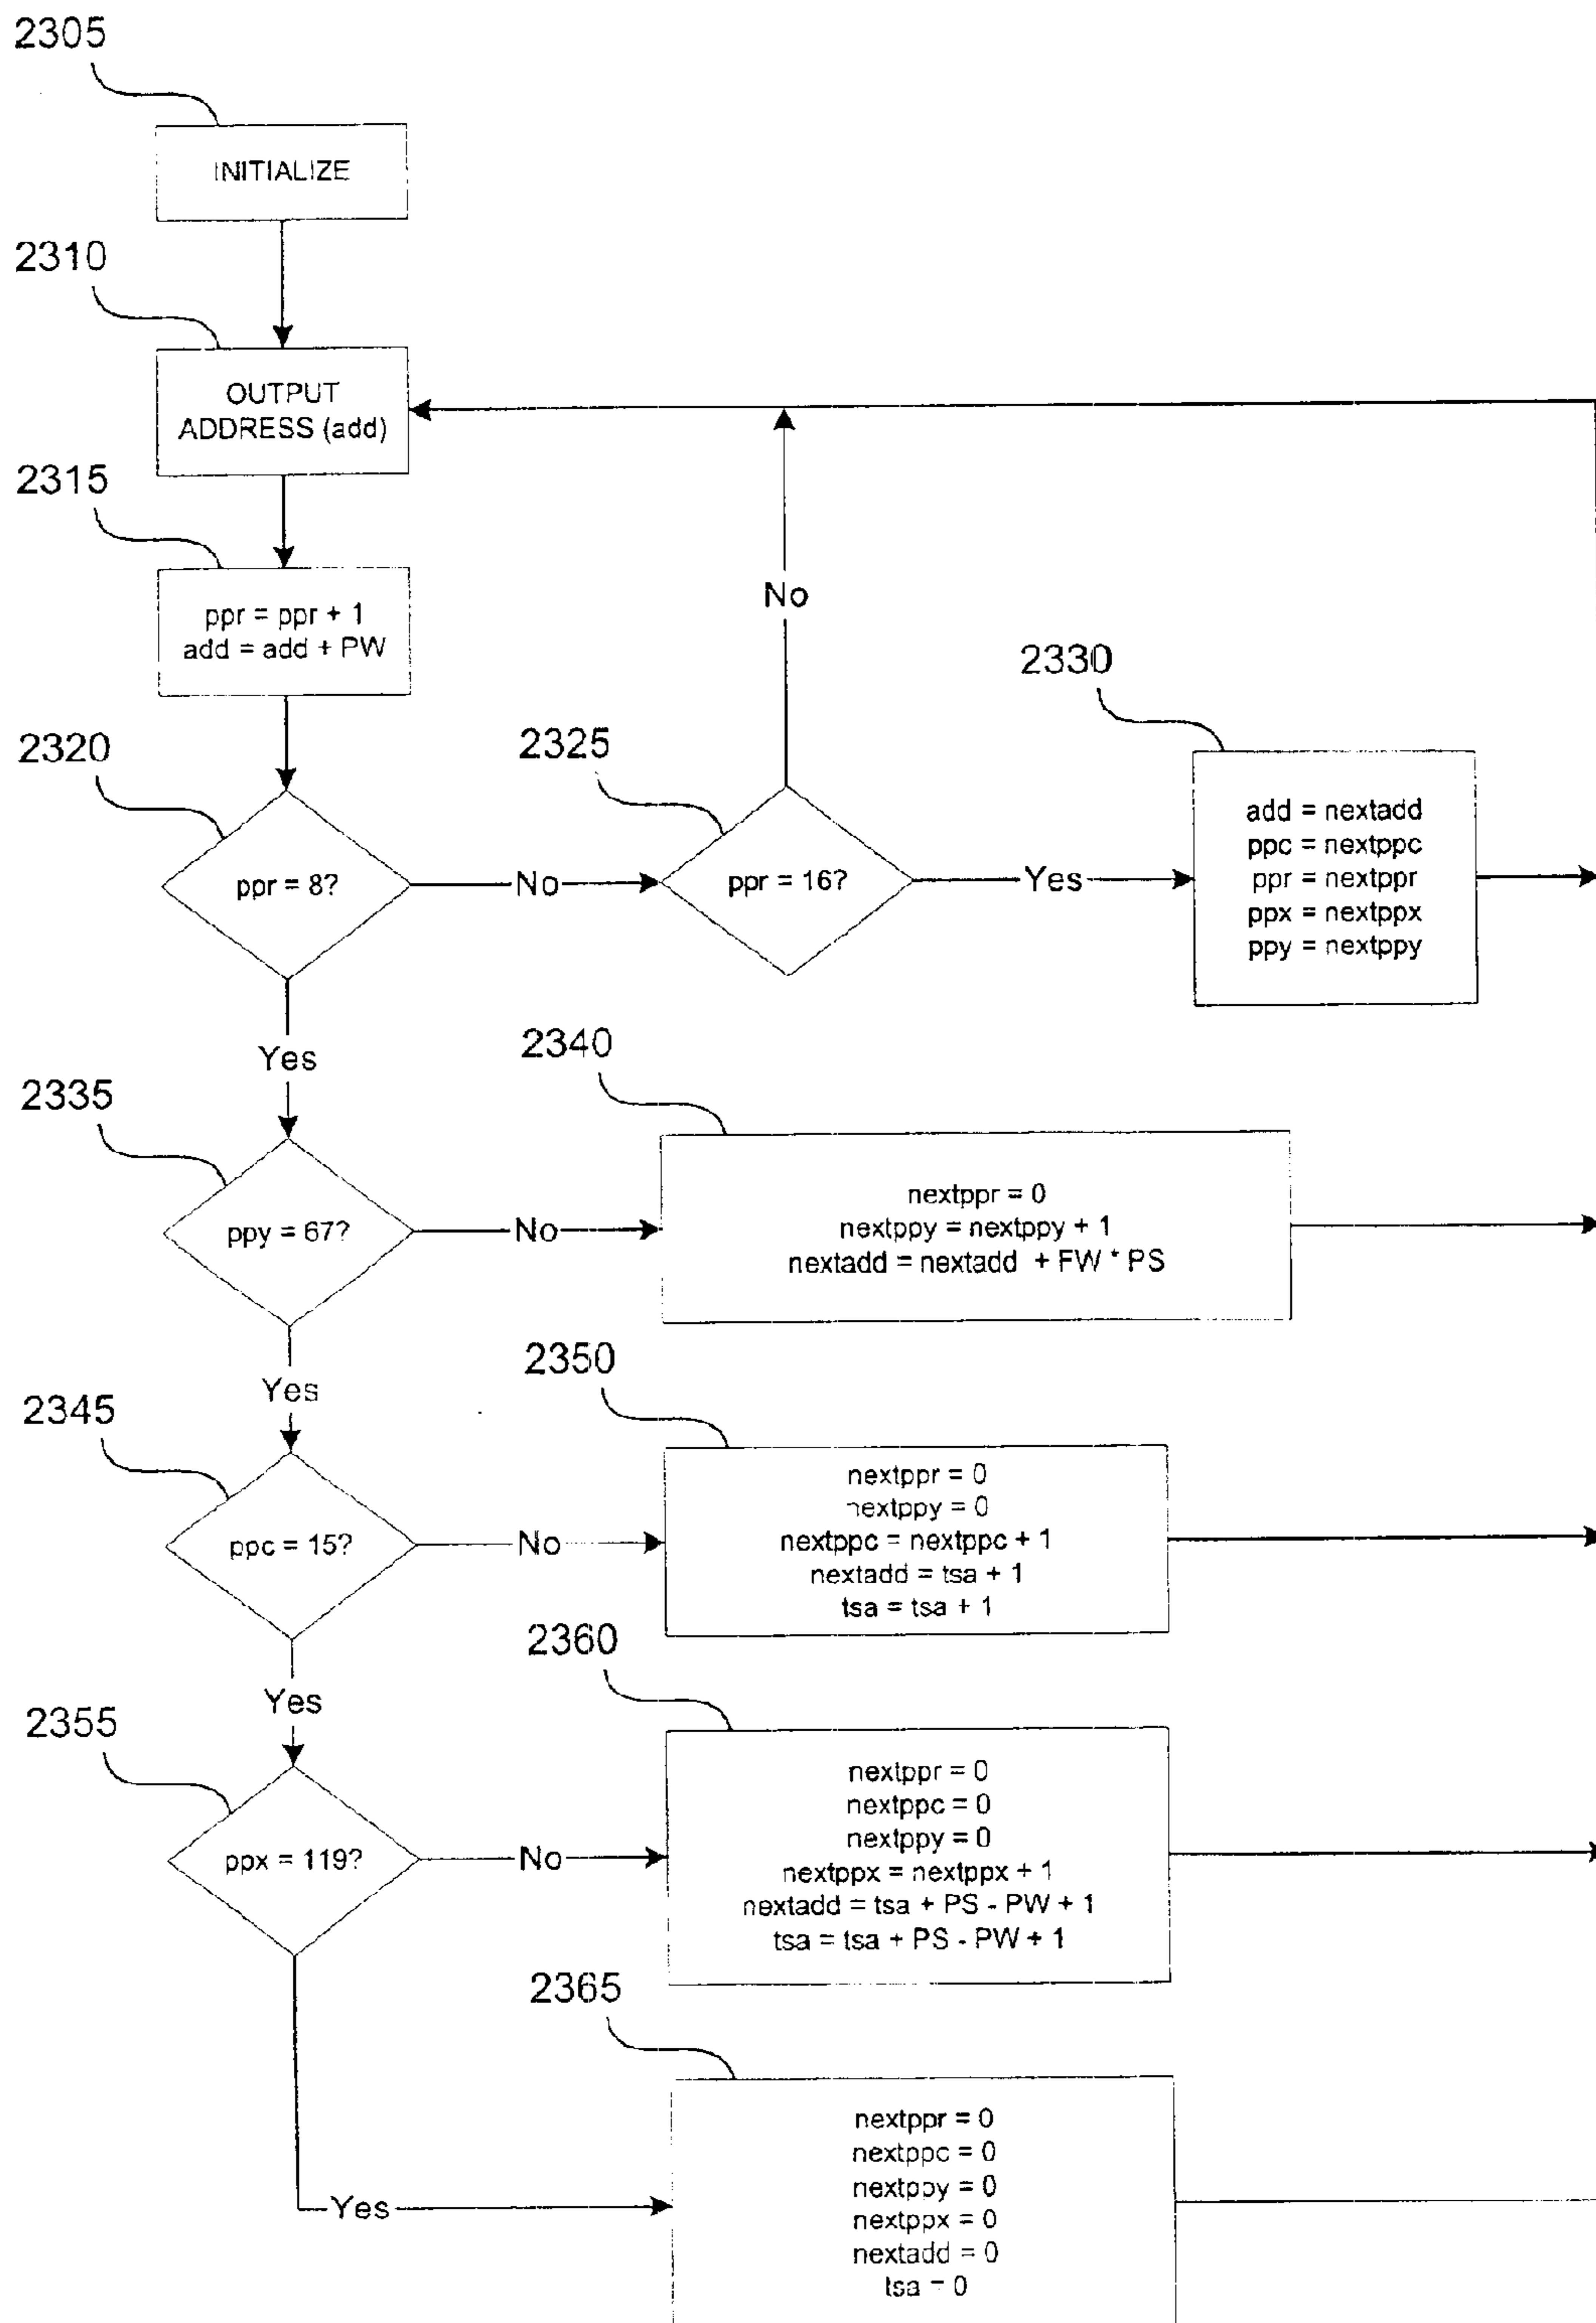 2305
INITIALIZE
2310
OUTPUT
ADDRESS (add)
2315
ppr = ppr + 1
add = add + PW
No
2330
2320
2325
add = nextadd
ppc = nextppc
ppr = nextppr
ppx = nextppx
ppy = nextppy
ppr = 8?
No
ppr = 16?
Yes
Yes
2340
2335
nextppr = 0
nextppy = nextppy + 1
nextadd = nextadd + FW * PS
ppy = 67?
No
Yes
2350
2345
nextppr = 0
nextppy = 0
nextppc = nextppc + 1
nextadd = tsa + 1
tsa = tsa + 1
ppc = 15?
No
Yes
2360
2355
nextppr = 0
nextppc = 0
nextppy = 0
nextppx = nextppx + 1
nextadd = tsa + PS - PW + 1
tsa = tsa + PS - PW + 1
ppx = 119?
No
2365
nextppr = 0
nextppc = 0
nextppy = 0
nextppx = 0
nextadd = 0
tsa = 0
Yes